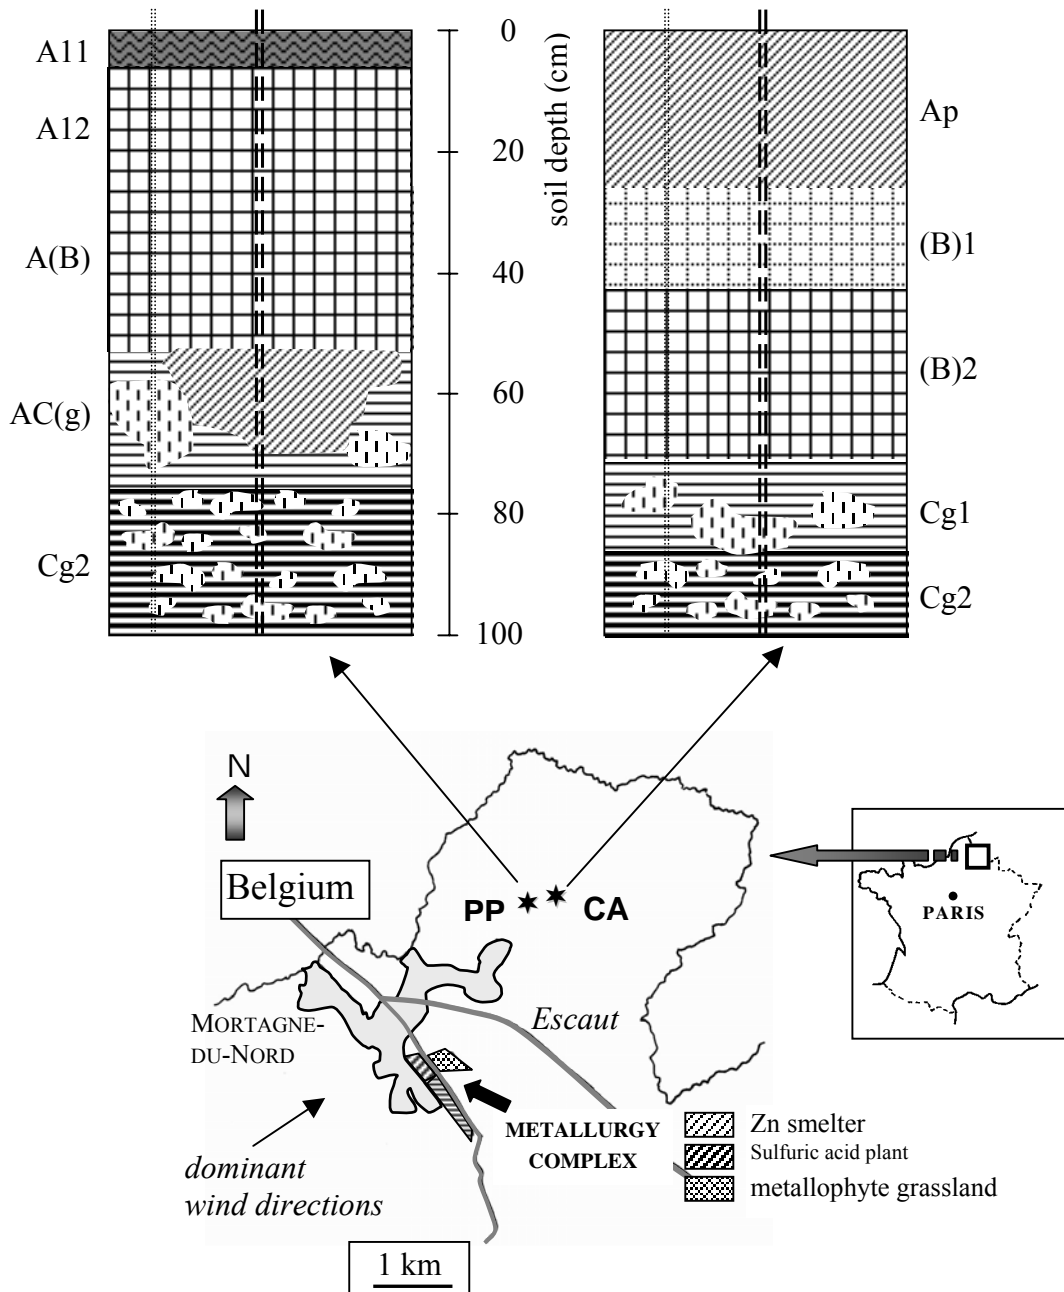 A11
A12
A(B)
AC(g)
Cg2
0
20
40
60
80
100
soil depth (cm)
Ap
(B)1
(B)2
Cg1
Cg2
N
Belgium
PP
CA
PARIS
MORTAGNE-
DU-NORD
Escaut
METALLURGY
COMPLEX
dominant
wind directions
Zn smelter
Sulfuric acid plant
metallophyte grassland
1 km